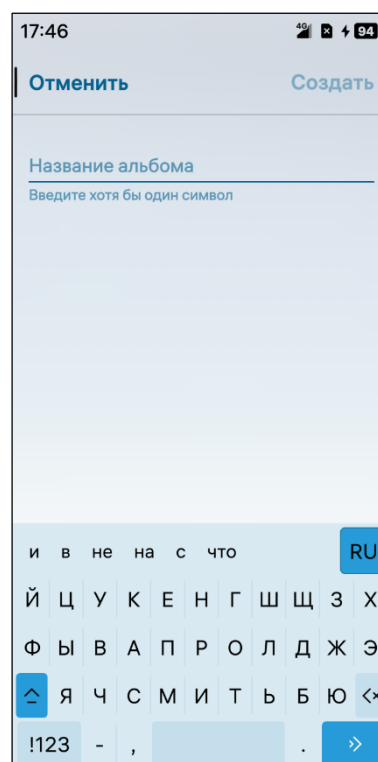 17:46 4G 94
Отменить Создать
Название альбома
Введите хотя бы один символ
и в не на с что RU
Й Ц У К Е Н Г Ш Щ З Х
Ф Ы В А П Р О Л Д Ж Э
Я Ч С М И Т Ь Б Ю
!123 - , .